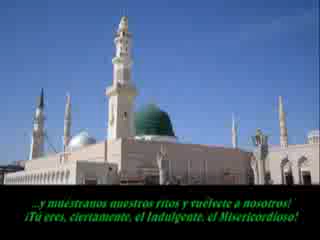 ...y muéstranos nuestros ritos y vuélvete a nosotros!
¡Tú eres, ciertamente, el Indulgente, el Misericordioso!